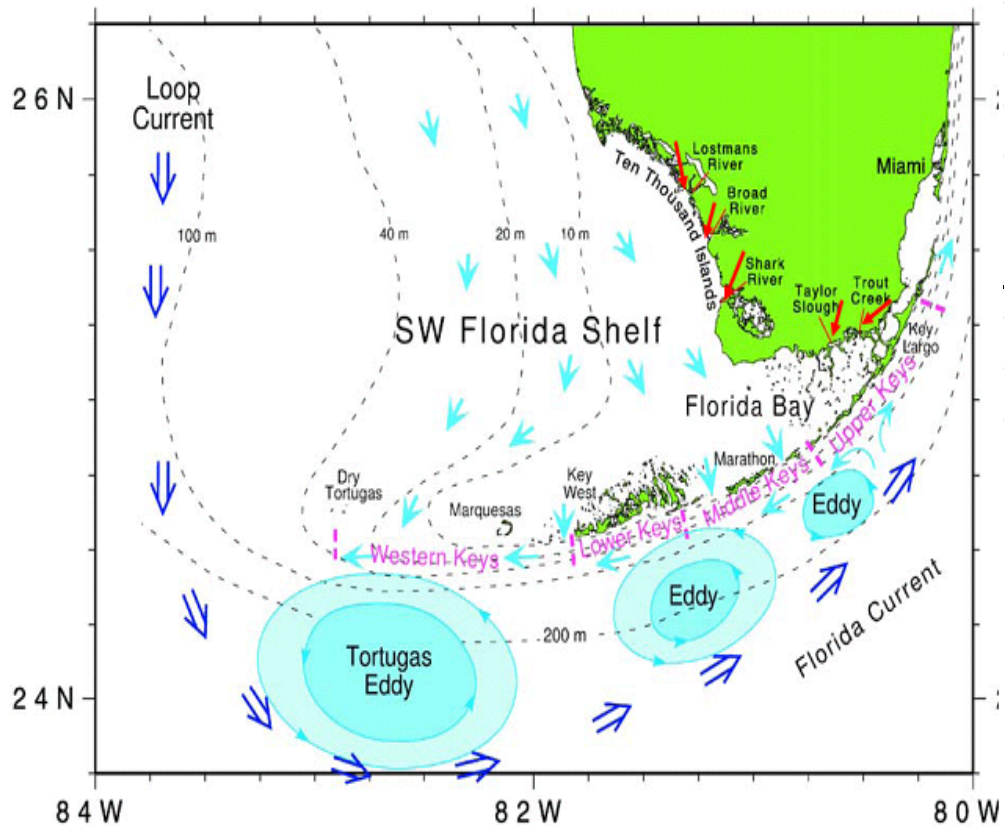 26N
Loop
Current
100 m
40 m
20 m
10 m
Ten Thousand Islands
Lostmans
River
Broad
River
Shark
River
Taylor
Slough
Trout
Creek
Miami
Key
Largo
SW Florida Shelf
Florida Bay
Upper Keys
Marathon
Middle Keys
Key
West
Lower Keys
Dry
Tortugas
Marquesas
Western Keys
Eddy
Eddy
Tortugas
Eddy
200 m
Florida Current
24N
84W
82W
80W